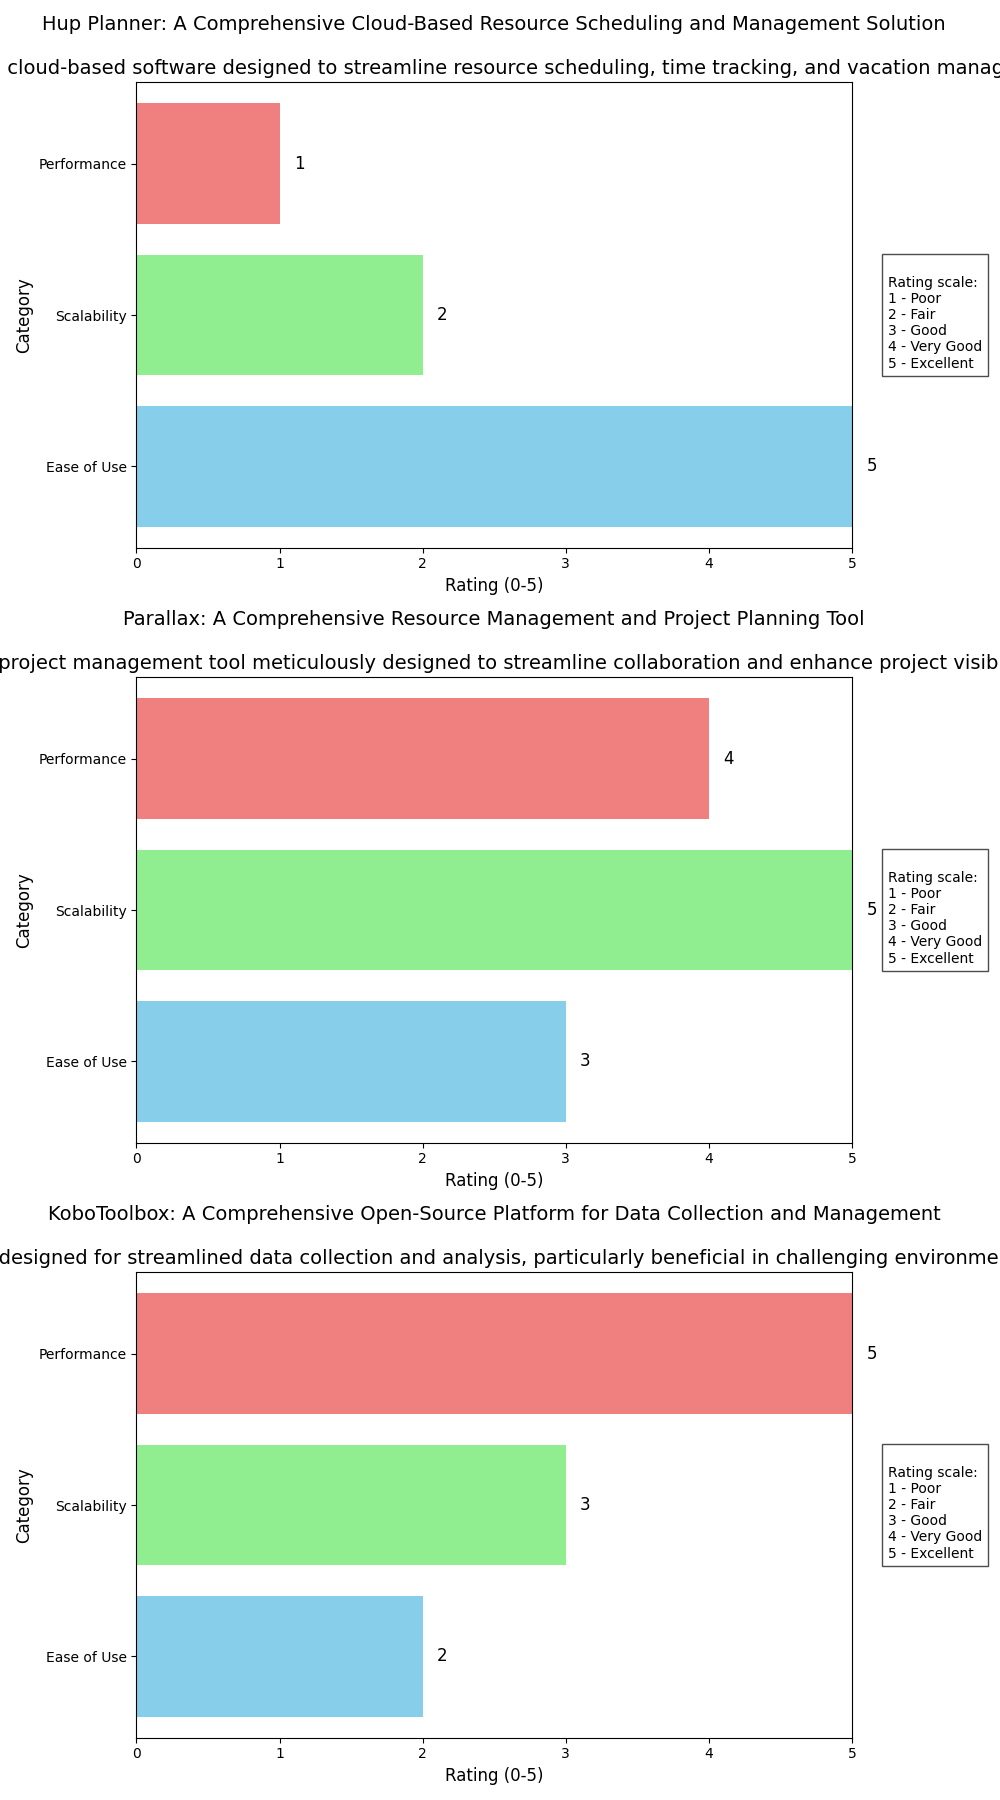 Hup Planner: A Comprehensive Cloud-Based Resource Scheduling and Management Solution
cloud-based software designed to streamline resource scheduling, time tracking, and vacation
Performance
1
Scalability
2
Ease of Use
5
Category
Rating scale:
1 - Poor
2 - Fair
3 - Good
4 - Very Good
5 - Excellent
0 1 2 3 4 5
Rating (0-5)
Parallax: A Comprehensive Resource Management and Project Planning Tool
project management tool meticulously designed to streamline collaboration and enhance project
Performance
4
Scalability
5
Ease of Use
3
Category
Rating scale:
1 - Poor
2 - Fair
3 - Good
4 - Very Good
5 - Excellent
0 1 2 3 4 5
Rating (0-5)
KoboToolbox: A Comprehensive Open-Source Platform for Data Collection and Management
designed for streamlined data collection and analysis, particularly beneficial in challenging
Performance
5
Scalability
3
Ease of Use
2
Category
Rating scale:
1 - Poor
2 - Fair
3 - Good
4 - Very Good
5 - Excellent
0 1 2 3 4 5
Rating (0-5)